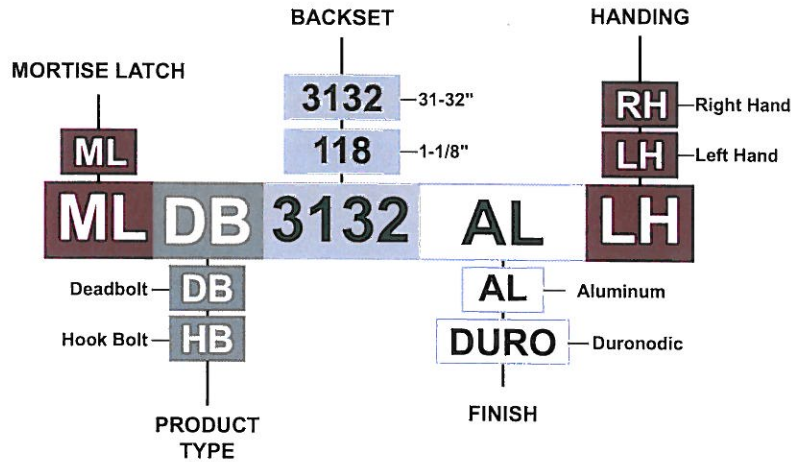 BACKSET
HANDING
MORTISE LATCH
3132 31-32"
RH Right Hand
ML
118 1-1/8"
LH Left Hand
ML DB 3132 AL LH
Deadbolt DB
AL Aluminum
Hook Bolt HB
DURO Duronodic
PRODUCT
TYPE
FINISH